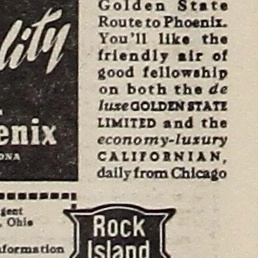 Golden State
Route to Phoenix.
You'll like the
friendly air of
good fellowship
on both the de
luxe GOLDEN STATE
LIMITED and the
economy-luxury
CALIFORNIAN,
daily from Chicago
lity
enix
ONA
gent
, Ohio
nformation
Rock
Island